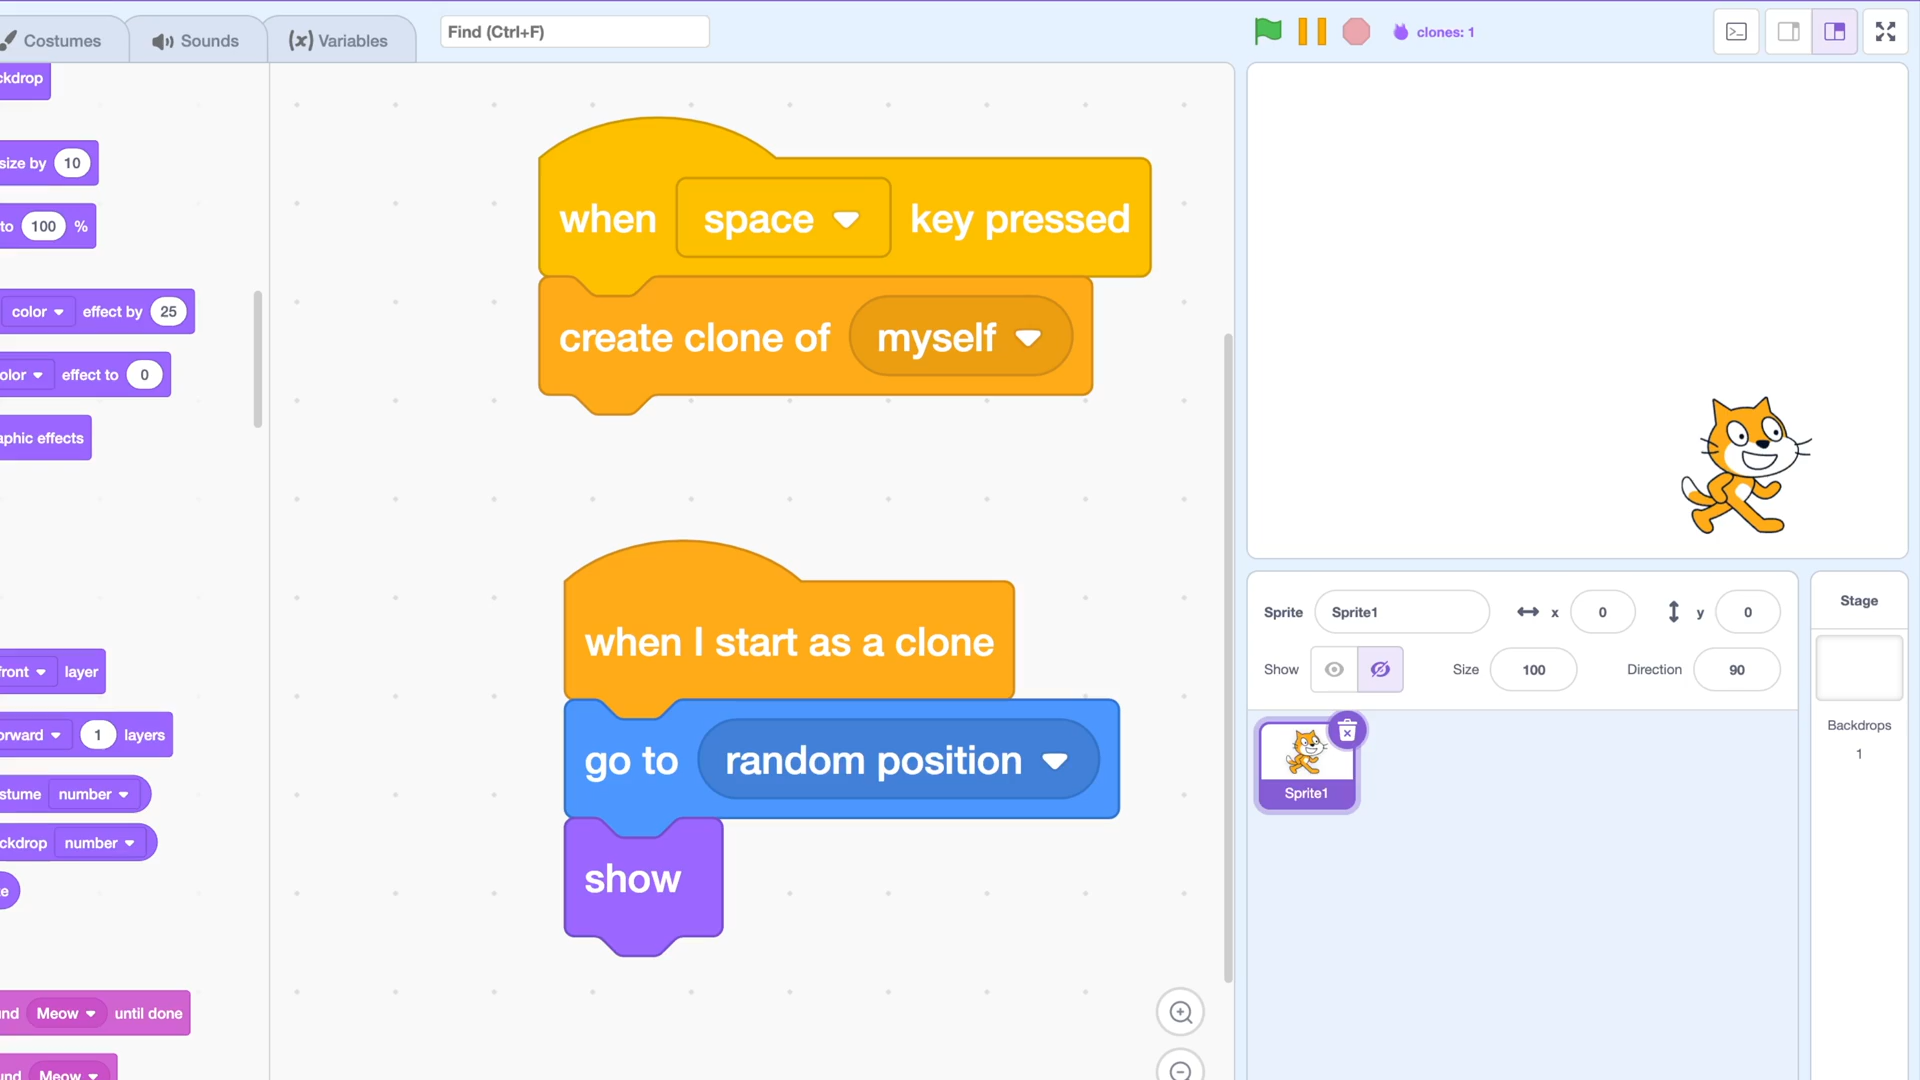 Costumes
Sounds
(x) Variables
Find (Ctrl+F)
clones: 1
ckdrop
size by 10
to 100 %
color effect by 25
olor effect to 0
aphic effects
front layer
orward 1 layers
stume number
ckdrop number
e
und Meow until done
und Meow
when space key pressed
create clone of myself
when I start as a clone
go to random position
show
Sprite Sprite1 x 0 y 0
Show Size 100 Direction 90
Sprite1
Stage
Backdrops
1